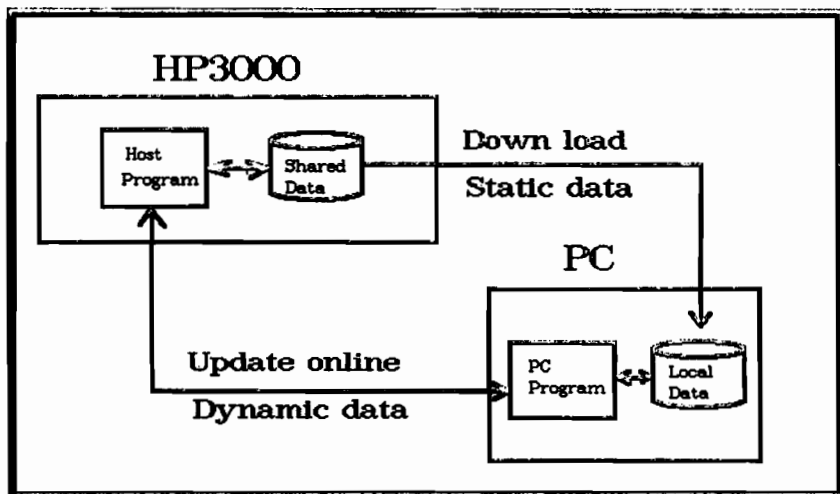 HP3000
Host
Program
Shared
Data
Down load
Static data
PC
Update online
Dynamic data
PC
Program
Local
Data